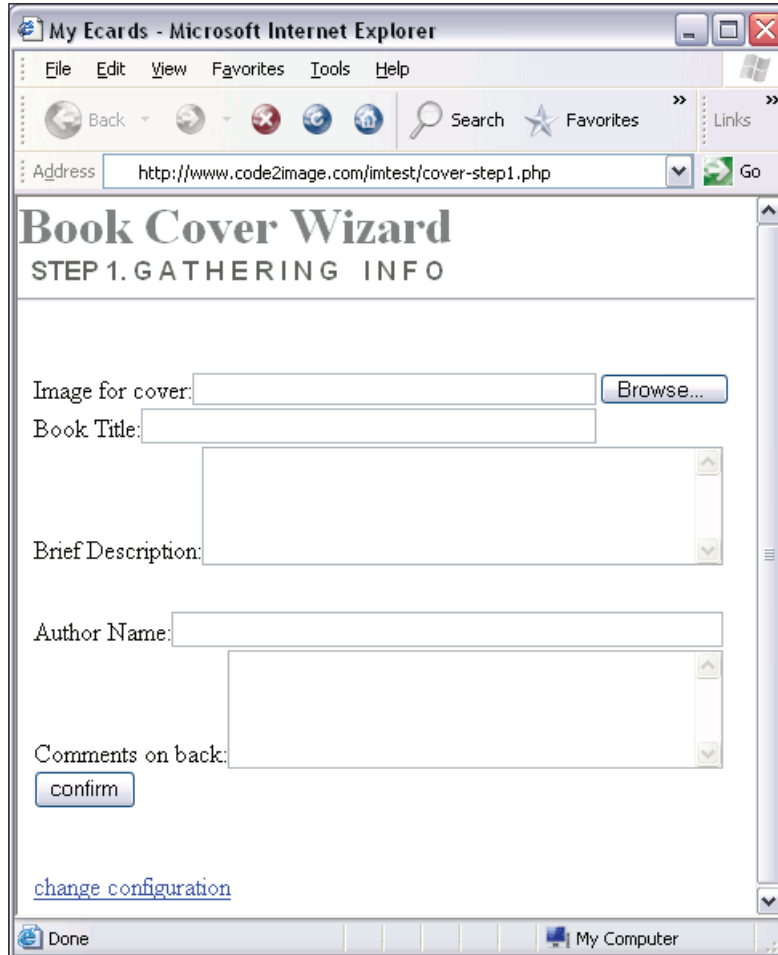 My Ecards - Microsoft Internet Explorer
File Edit View Favorites Tools Help
Back Search Favorites » Links »
Address http://www.code2image.com/imtest/cover-step1.php Go
Book Cover Wizard
STEP 1. GATHERING INFO
Image for cover: Browse...
Book Title:
Brief Description:
Author Name:
Comments on back:
confirm
change configuration
Done My Computer